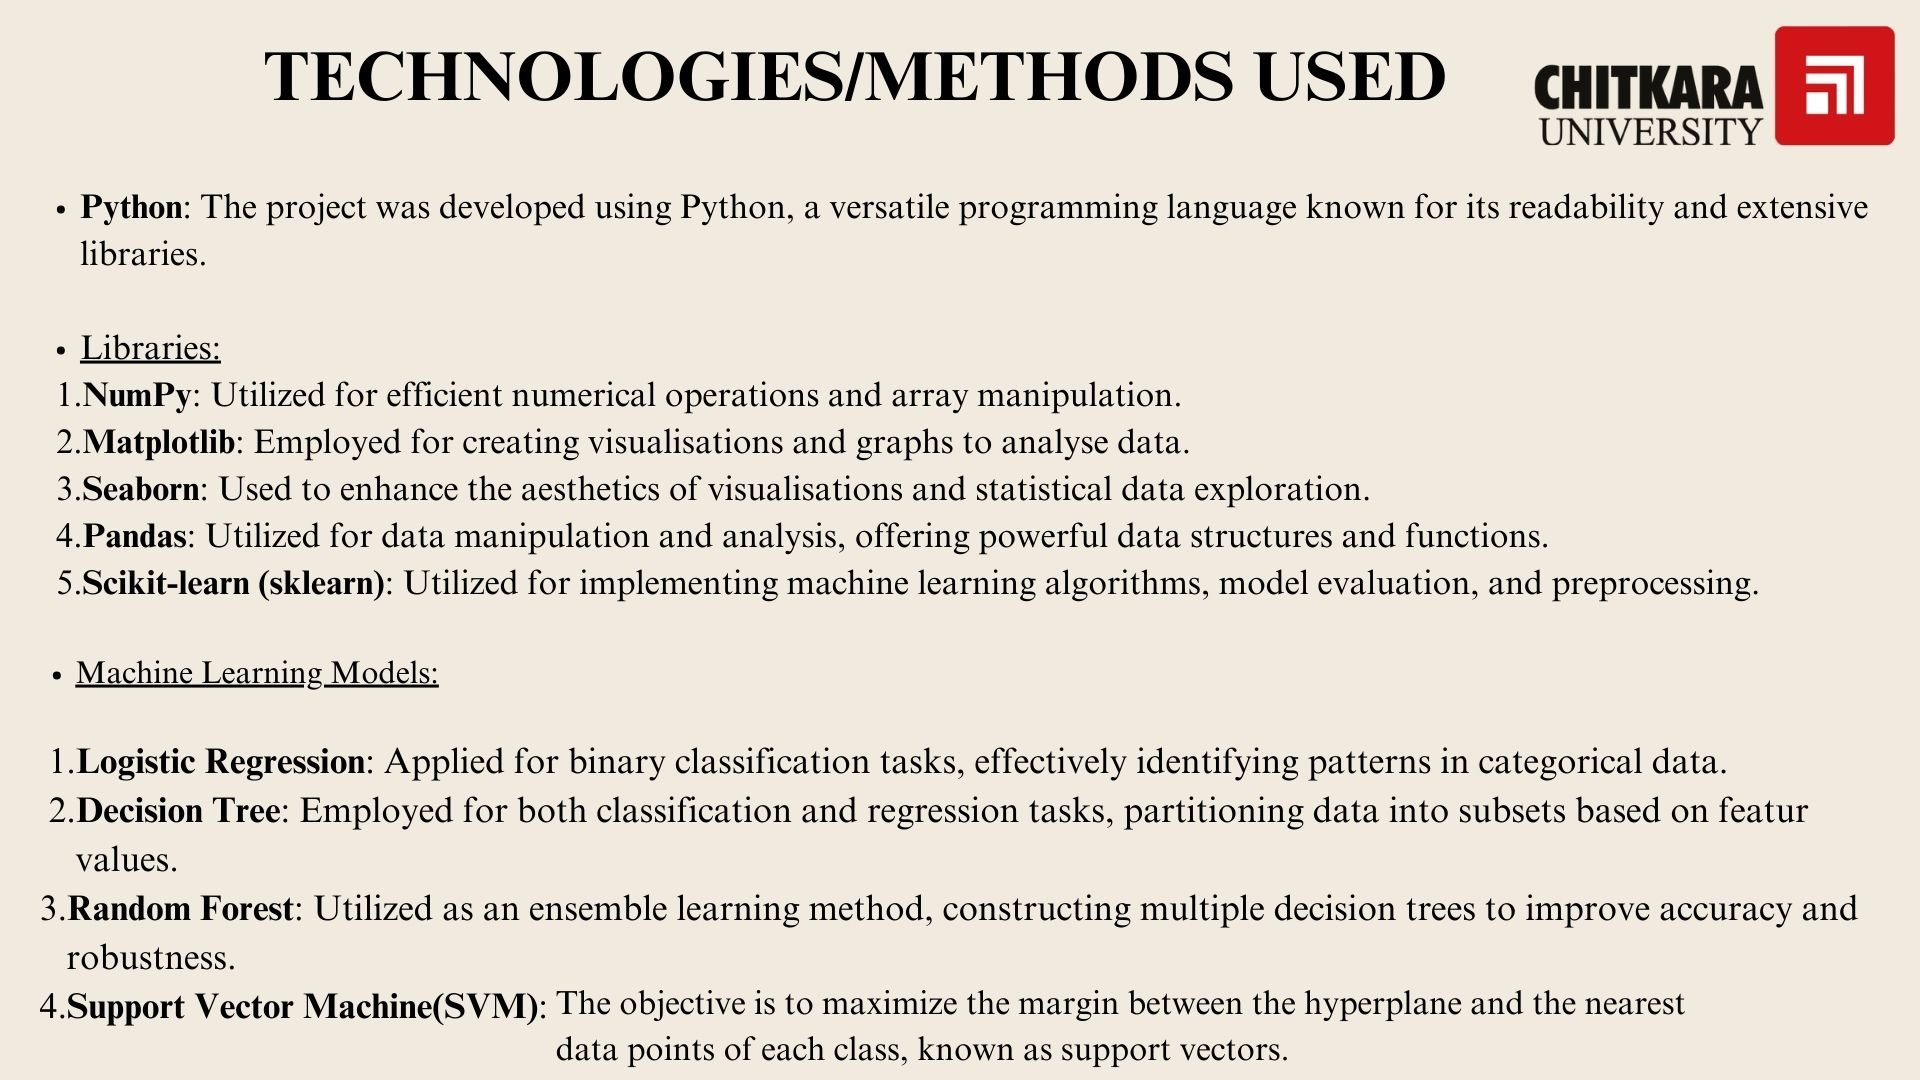 TECHNOLOGIES/METHODS USED
CHITKARA
UNIVERSITY
• Python: The project was developed using Python, a versatile programming language known for its readability and extensive
libraries.
• Libraries:
1.NumPy: Utilized for efficient numerical operations and array manipulation.
2.Matplotlib: Employed for creating visualisations and graphs to analyse data.
3.Seaborn: Used to enhance the aesthetics of visualisations and statistical data exploration.
4.Pandas: Utilized for data manipulation and analysis, offering powerful data structures and functions.
5.Scikit-learn (sklearn): Utilized for implementing machine learning algorithms, model evaluation, and preprocessing.
• Machine Learning Models:
1.Logistic Regression: Applied for binary classification tasks, effectively identifying patterns in categorical data.
2.Decision Tree: Employed for both classification and regression tasks, partitioning data into subsets based on featur
values.
3.Random Forest: Utilized as an ensemble learning method, constructing multiple decision trees to improve accuracy and
robustness.
4.Support Vector Machine(SVM): The objective is to maximize the margin between the hyperplane and the nearest
data points of each class, known as support vectors.